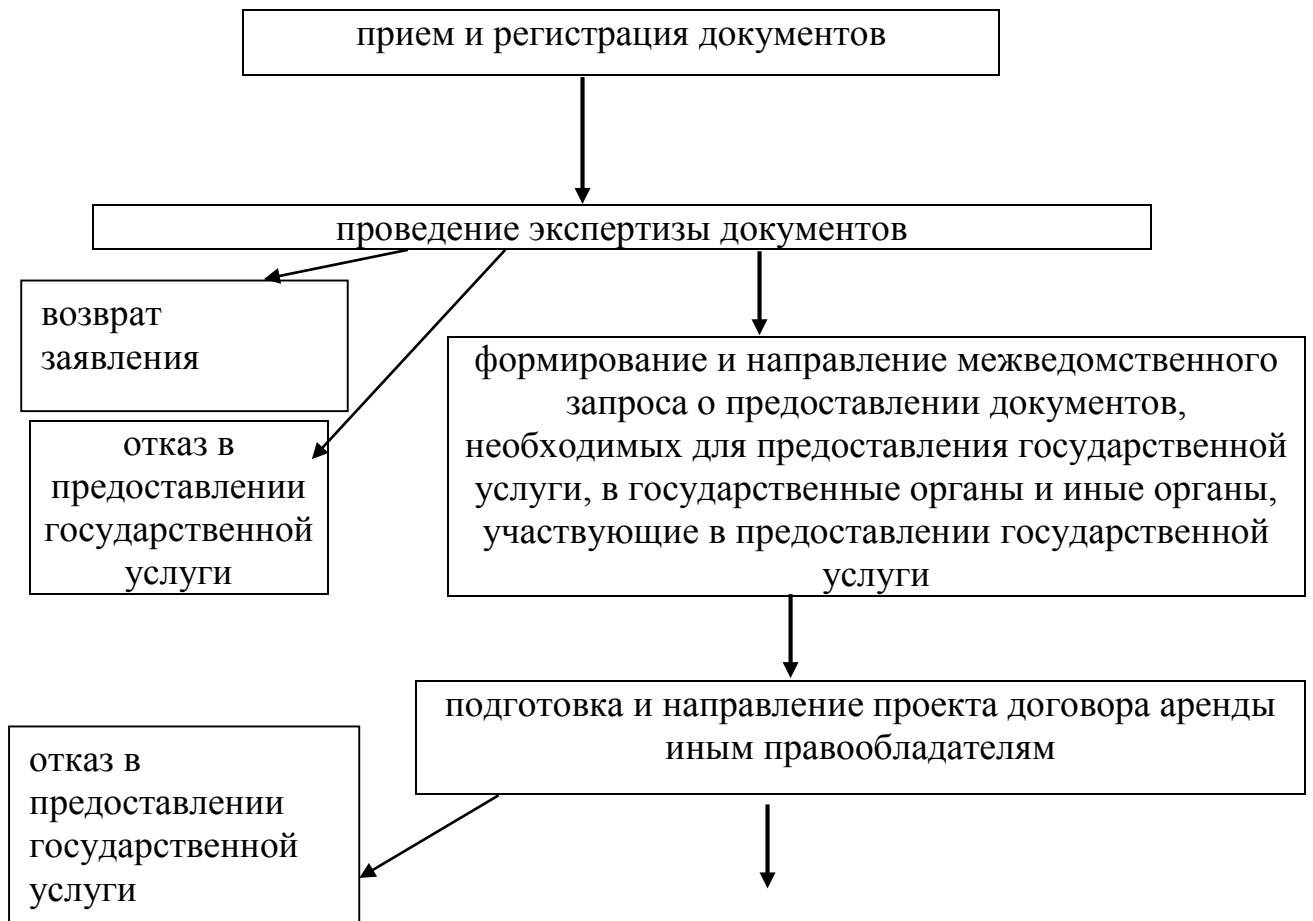 прием и регистрация документов
проведение экспертизы документов
возврат
заявления
формирование и направление межведомственного
запроса о предоставлении документов,
необходимых для предоставления государственной
услуги, в государственные органы и иные органы,
участвующие в предоставлении государственной
услуги
отказ в
предоставлении
государственной
услуги
подготовка и направление проекта договора аренды
иным правообладателям
отказ в
предоставлении
государственной
услуги